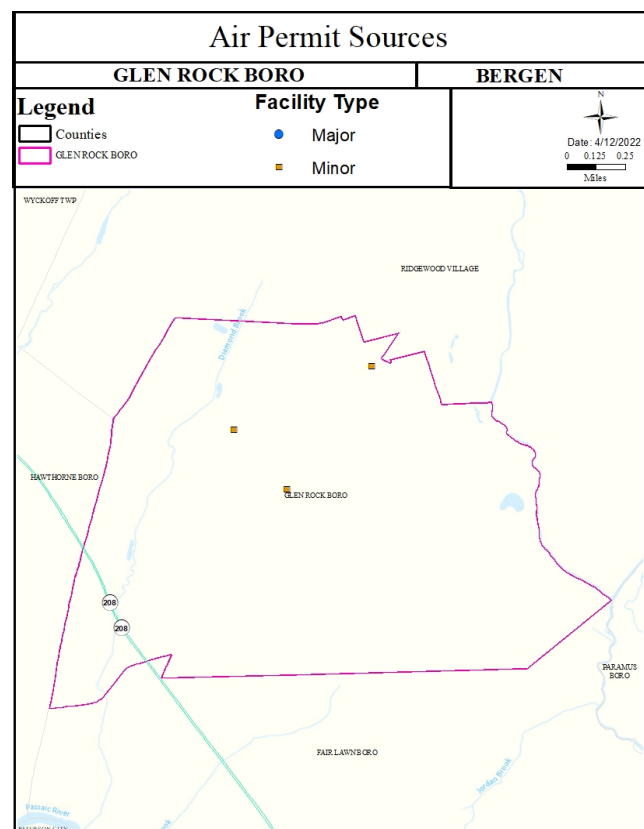 Air Permit Sources
GLEN ROCK BORO
BERGEN
Legend
Counties
GLEN ROCK BORO
Facility Type
Major
Minor
N
Date: 4/12/2022
0 0.125 0.25
Miles
WYCKOFF TWP
RIDGEWOOD VILLAGE
Diamond Brook
HAWTHORNE BORO
GLEN ROCK BORO
208
208
PARAMUS
BORO
FAIR LAWN BORO
Jordan Brook
Passaic River
PATERSON CITY